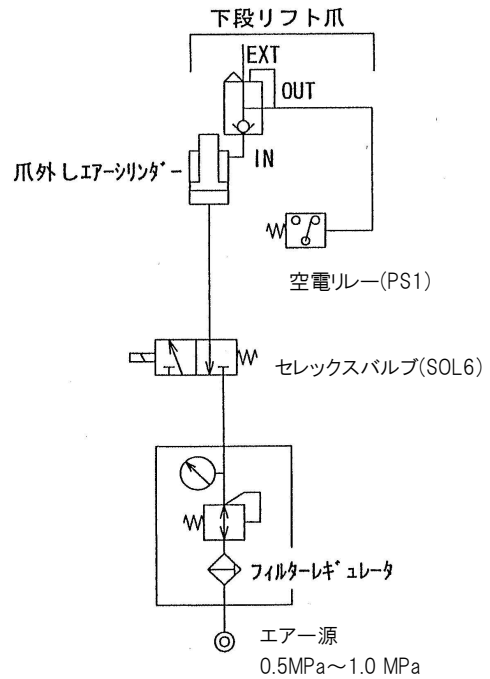 下段リフト爪
EXT
OUT
IN
爪外しエアーシリンダー
空電リレー(PS1)
セレックスバルブ(SOL6)
フィルターレギュレータ
エアー源
0.5MPa～1.0 MPa